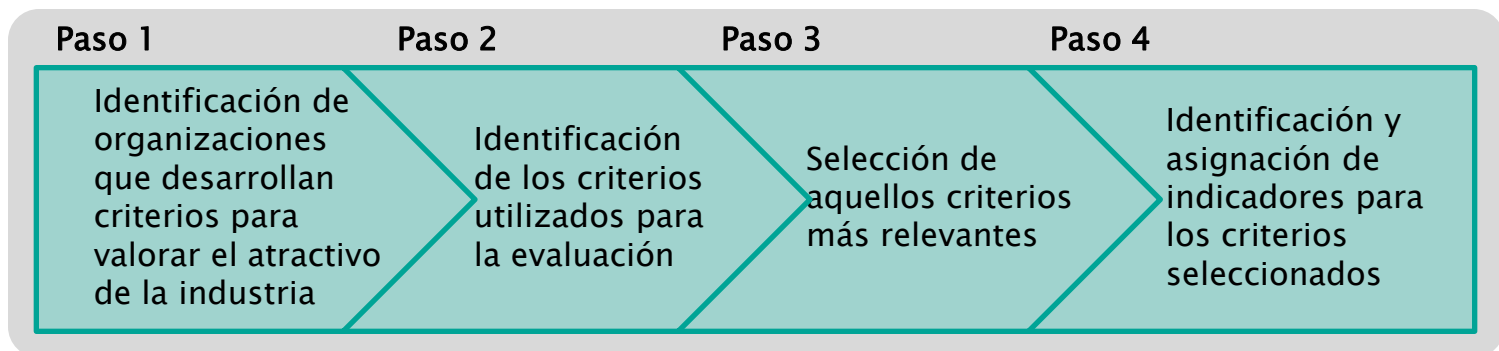 Paso 1
Paso 2
Paso 3
Paso 4
Identificación de
organizaciones
que desarrollan
criterios para
valorar el atractivo
de la industria
Identificación
de los criterios
utilizados para
la evaluación
Selección de
aquellos criterios
más relevantes
Identificación y
asignación de
indicadores para
los criterios
seleccionados